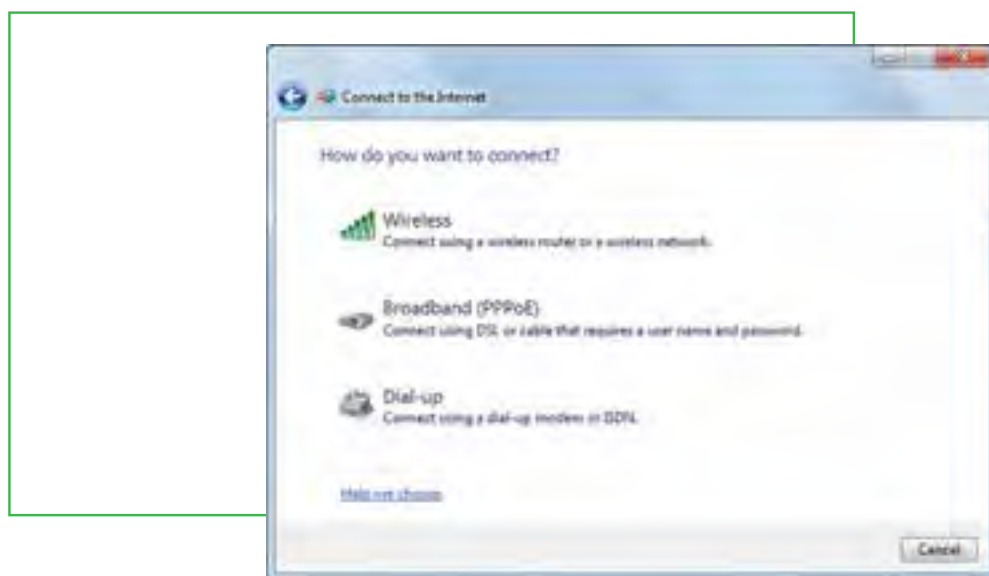 Connect to the Internet
How do you want to connect?
Wireless
Connect using a wireless router or a wireless network.
Broadband (PPPoE)
Connect using DSL or cable that requires a user name and password.
Dial-up
Connect using a dial-up modem or ISDN.
Help me choose
Cancel